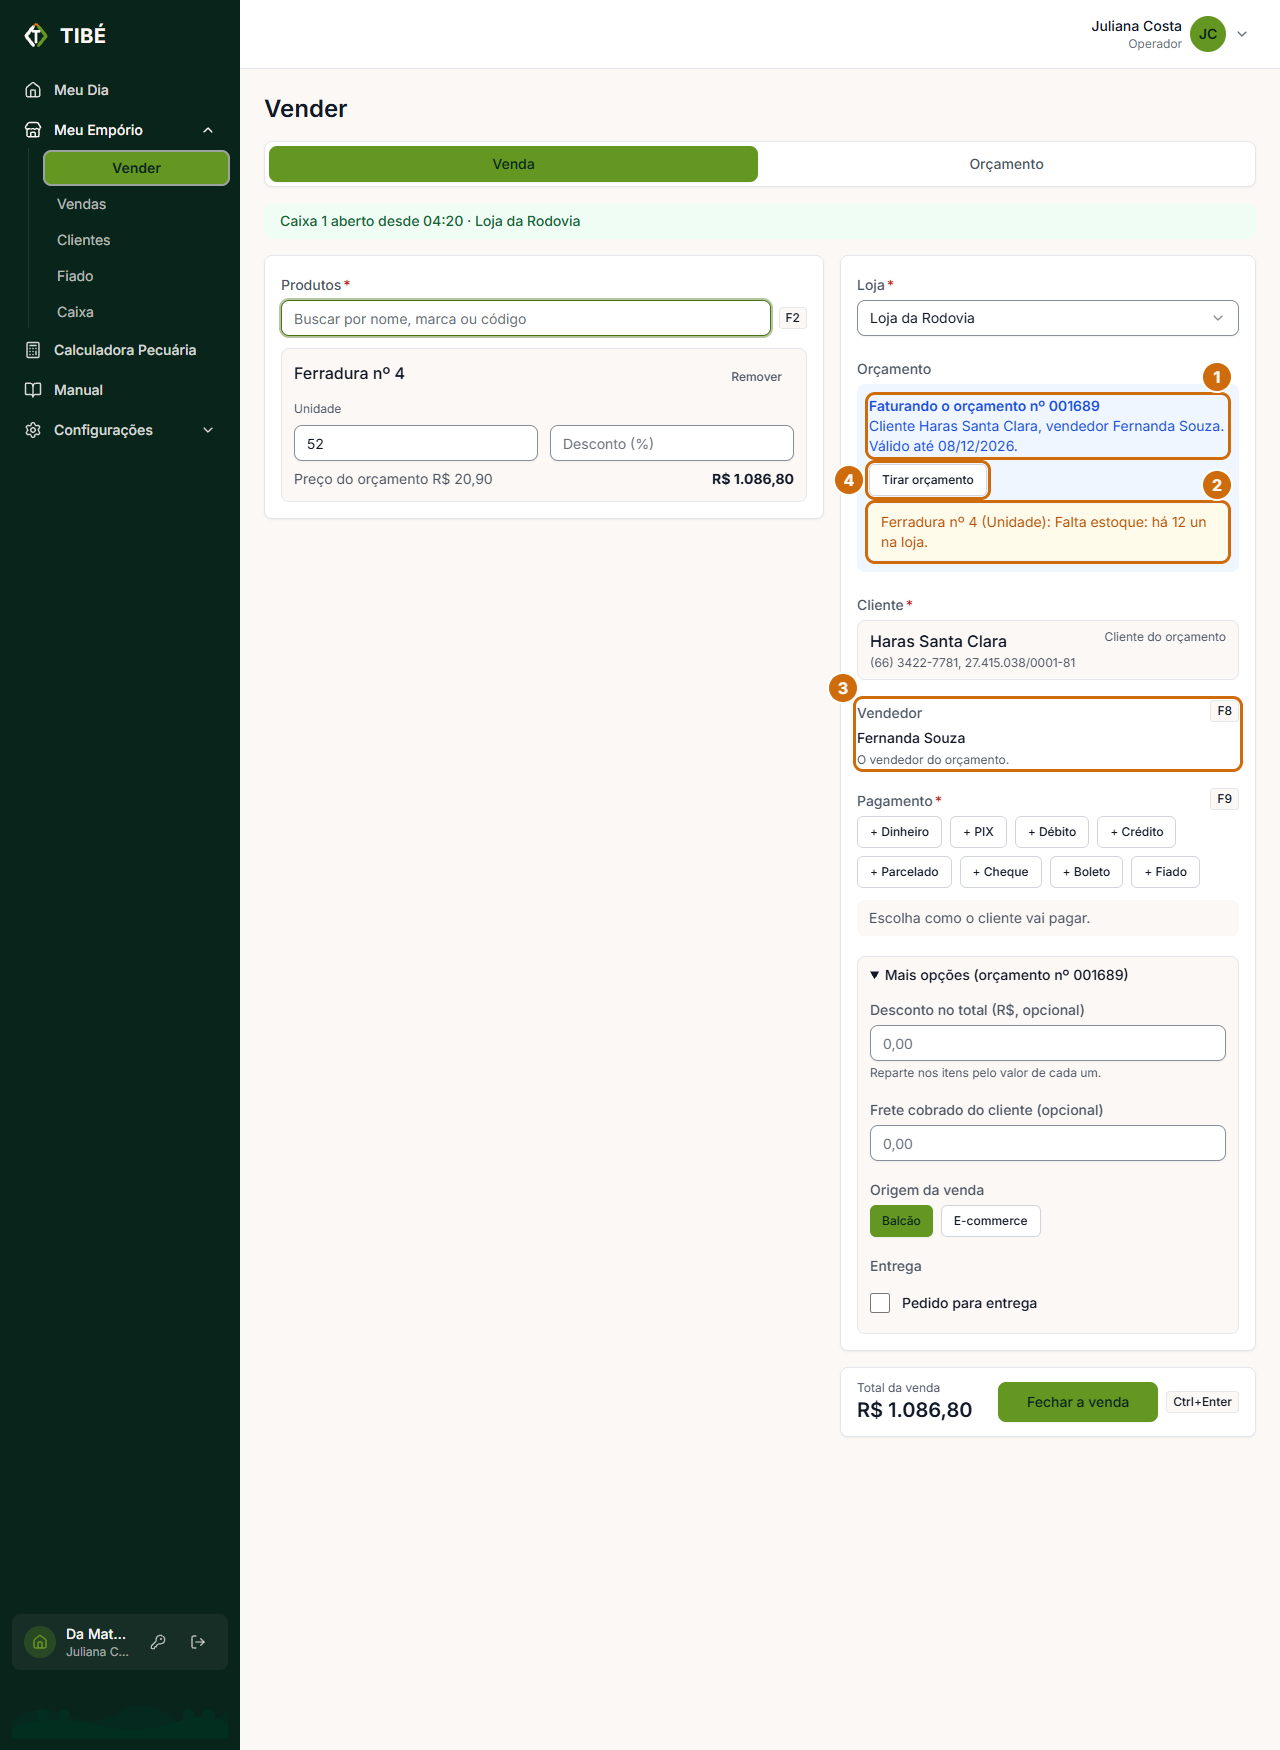 TIBÉ
Meu Dia
Meu Empório
Vender
Vendas
Clientes
Fiado
Caixa
Calculadora Pecuária
Manual
Configurações
Da Mat...
Juliana C...
Juliana Costa
Operador
JC
Vender
Venda
Orçamento
Caixa 1 aberto desde 04:20 · Loja da Rodovia
Produtos*
Buscar por nome, marca ou código
F2
Ferradura nº 4
Remover
Unidade
52
Desconto (%)
Preço do orçamento R$ 20,90
R$ 1.086,80
Loja*
Loja da Rodovia
Orçamento
1
Faturando o orçamento nº 001689
Cliente Haras Santa Clara, vendedor Fernanda Souza.
Válido até 08/12/2026.
4
Tirar orçamento
2
Ferradura nº 4 (Unidade): Falta estoque: há 12 un
na loja.
Cliente*
Haras Santa Clara
Cliente do orçamento
(66) 3422-7781, 27.415.038/0001-81
3
Vendedor
F8
Fernanda Souza
O vendedor do orçamento.
Pagamento*
F9
+ Dinheiro
+ PIX
+ Débito
+ Crédito
+ Parcelado
+ Cheque
+ Boleto
+ Fiado
Escolha como o cliente vai pagar.
▼ Mais opções (orçamento nº 001689)
Desconto no total (R$, opcional)
0,00
Reparte nos itens pelo valor de cada um.
Frete cobrado do cliente (opcional)
0,00
Origem da venda
Balcão
E-commerce
Entrega
Pedido para entrega
Total da venda
R$ 1.086,80
Fechar a venda
Ctrl+Enter